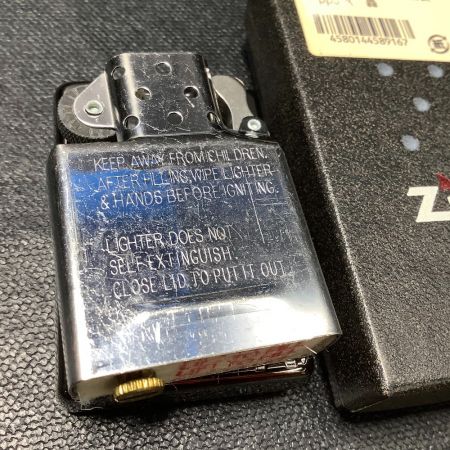 4580144589167
KEEP AWAY FROM CHILDREN.
AFTER FILLING, WIPE LIGHTER
& HANDS BEFORE IGNITING.
LIGHTER DOES NOT
SELF-EXTINGUISH.
CLOSE LID TO PUT IT OUT.